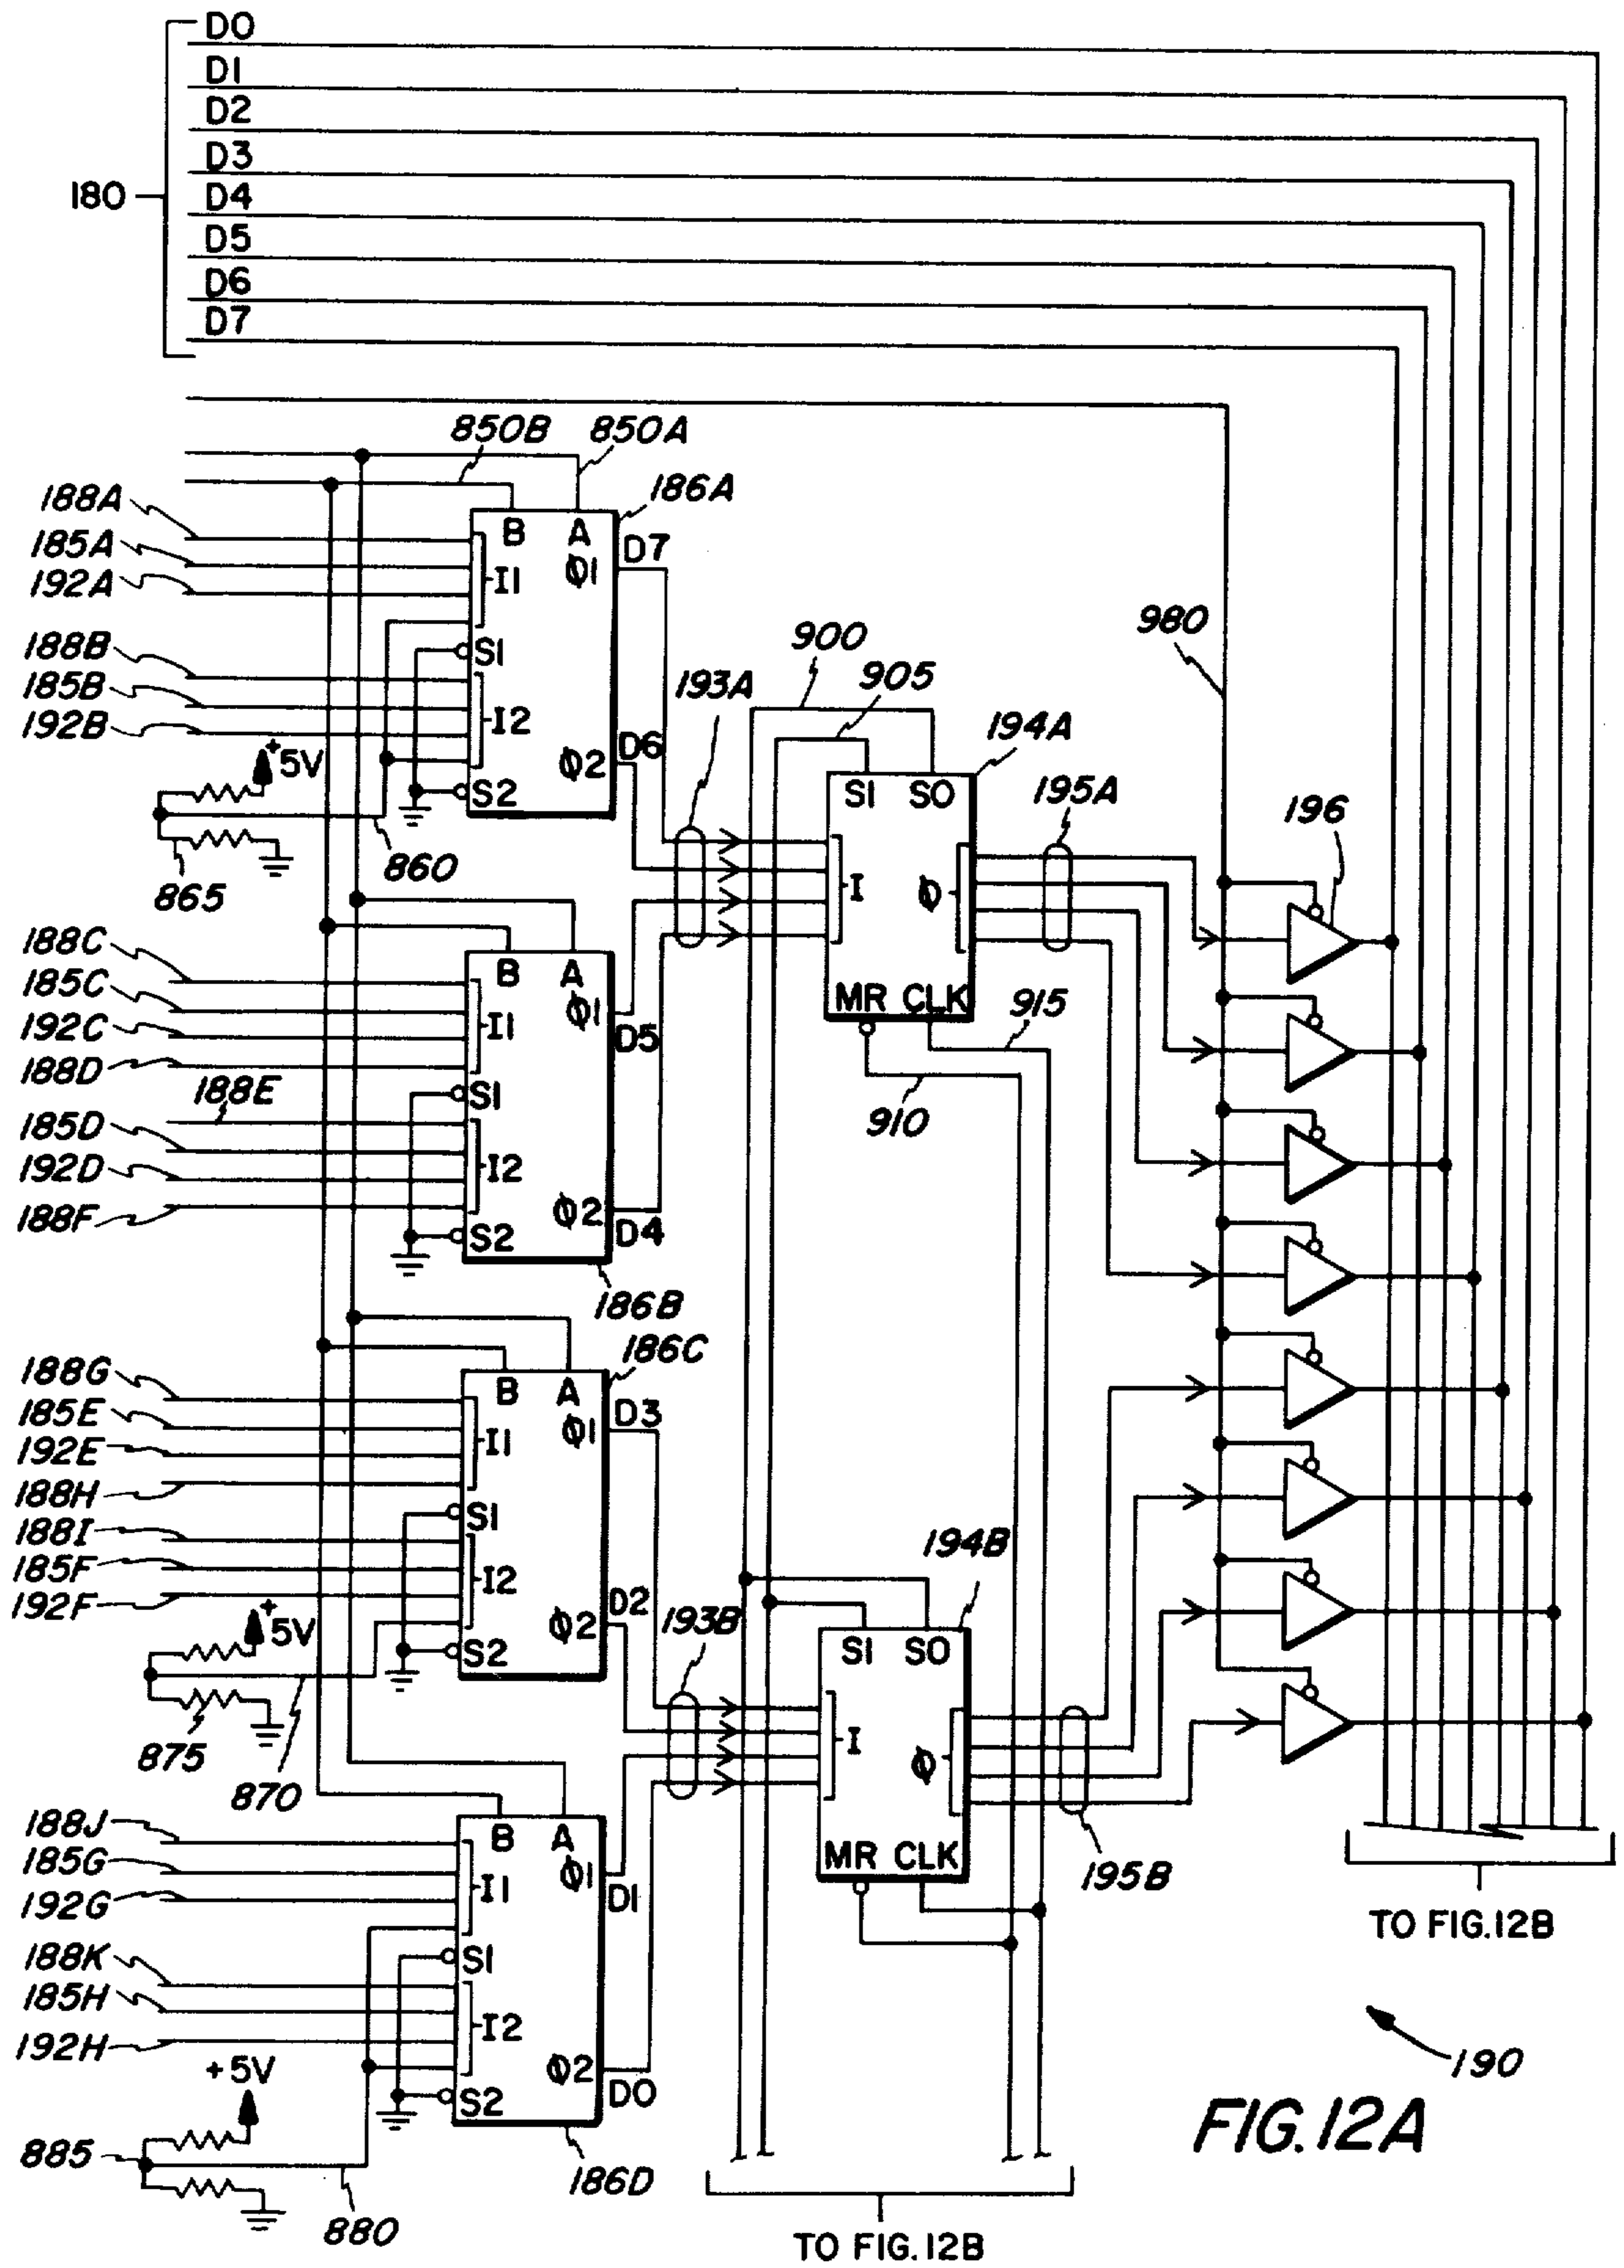 D0
D1
D2
D3
180
D4
D5
D6
D7
850B
850A
188A
186A
185A
B A
D7
192A
I1
Φ1
980
188B
S1
900
185B
193A
905
192B
I2
194A
+5V
D6
Φ2
S2
S1 S0
195A
196
860
865
I
Φ
188C
B A
MR CLK
185C
Φ1
915
192C
I1
D5
188D
188E
S1
910
185D
192D
I2
188F
Φ2
D4
S2
186B
186C
188G
B A
D3
185E
Φ1
192E
I1
188H
S1
188I
194B
185F
I2
192F
D2
+5V
Φ2
193B
S2
S1 S0
875
I
870
Φ
188J
B A
MR CLK
185G
Φ1
195B
192G
I1
D1
TO FIG.12B
188K
S1
185H
192H
I2
190
+5V
Φ2
D0
S2
FIG.12A
885
186D
880
TO FIG.12B